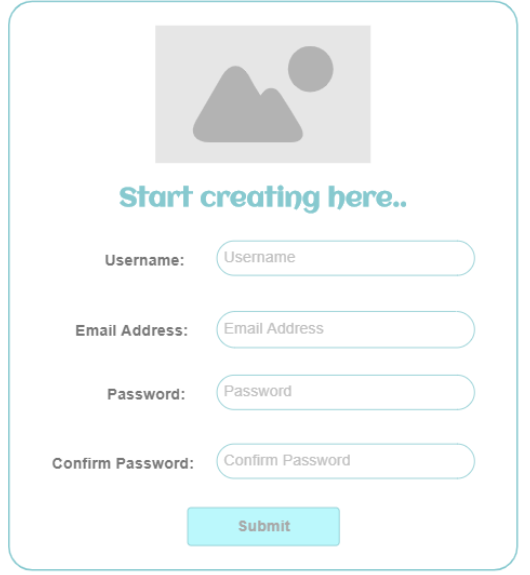 Start creating here..
Username: Username
Email Address: Email Address
Password: Password
Confirm Password: Confirm Password
Submit